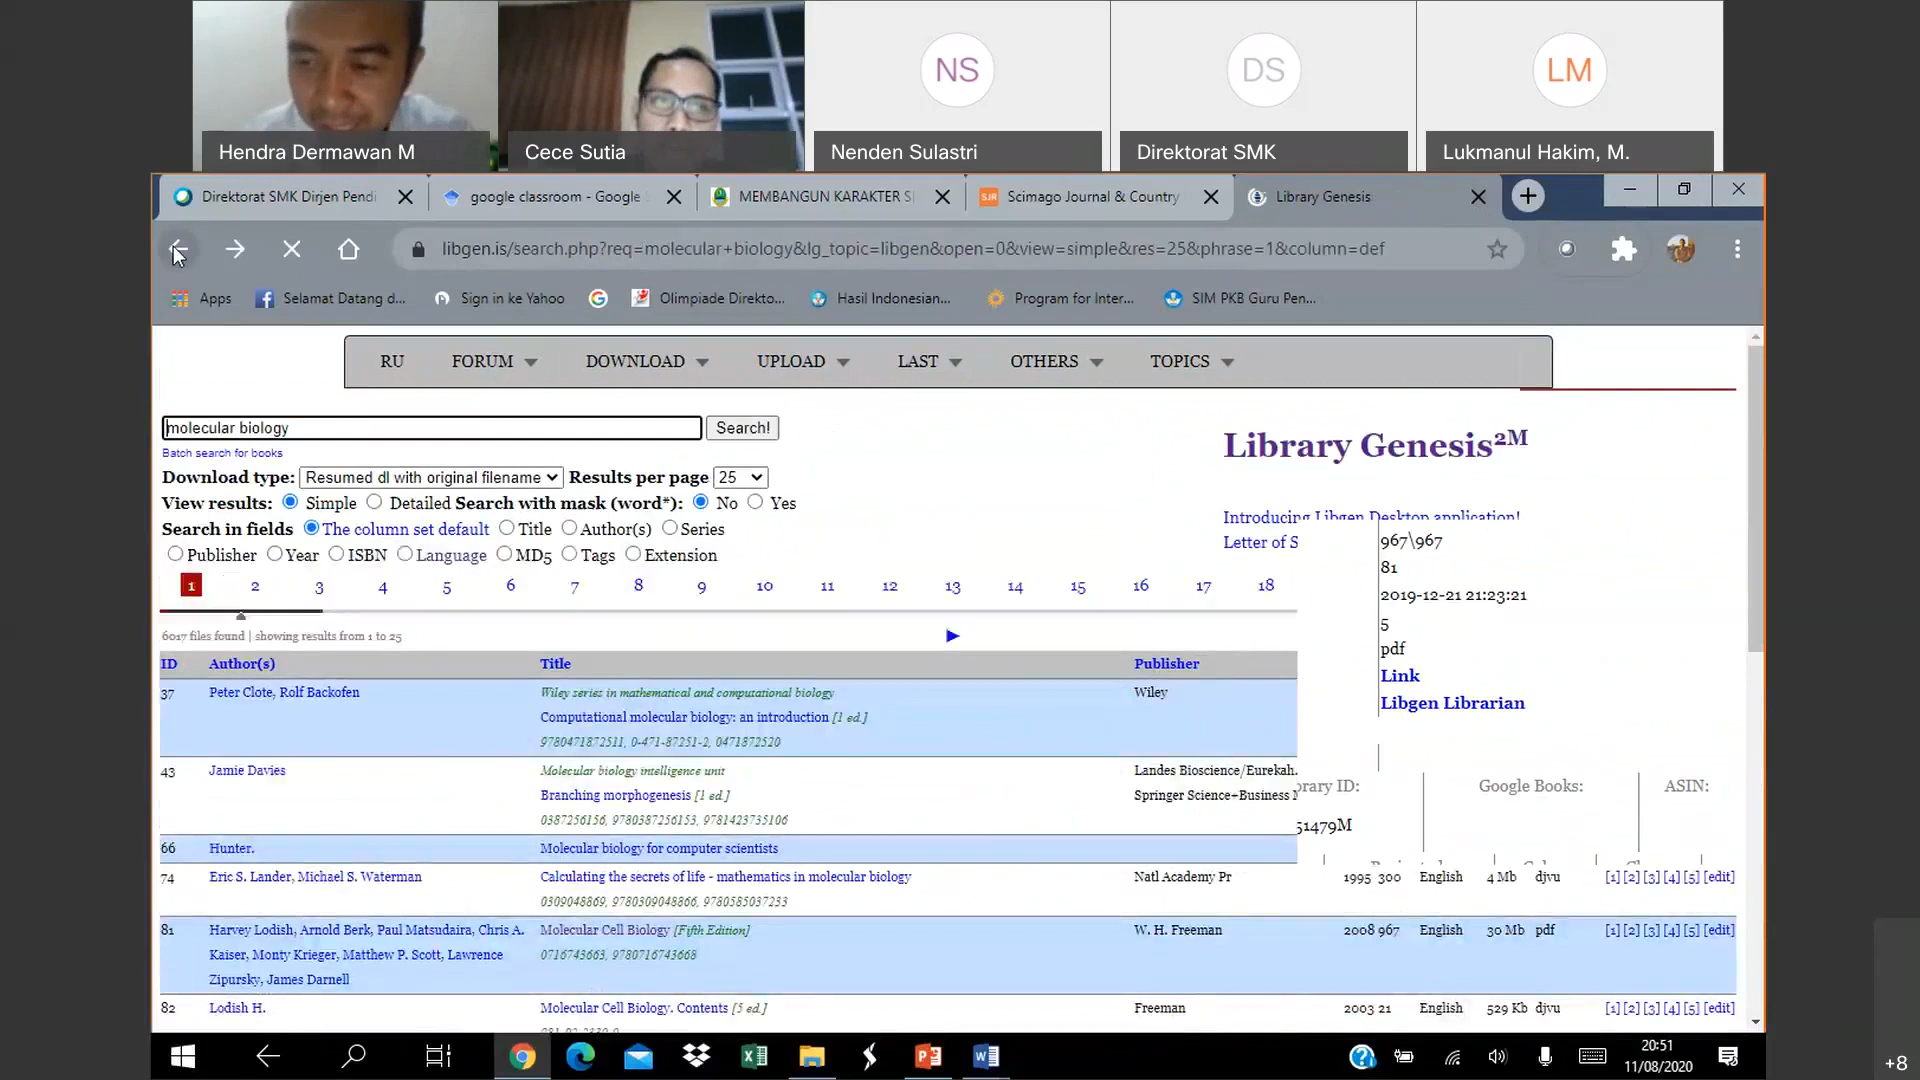 NS
DS
LM
Hendra Dermawan M
Cece Sutia
Nenden Sulastri
Direktorat SMK
Lukmanul Hakim, M.
Direktorat SMK Dirjen Pendi
google classroom - Google
MEMBANGUN KARAKTER S
SJR Scimago Journal & Country
Library Genesis
libgen.is/search.php?req=molecular+biology&lg_topic=libgen&open=0&view=simple&res=25&phrase=1&column=def
Apps
Selamat Datang d...
Sign in ke Yahoo
Olimpiade Direkto...
Hasil Indonesian...
Program for Inter...
SIM PKB Guru Pen...
RU FORUM DOWNLOAD UPLOAD LAST OTHERS TOPICS
molecular biology Search!
Batch search for books
Library Genesis2M
Download type: Resumed dl with original filename Results per page 25
View results: Simple Detailed Search with mask (word*): No Yes
Introducing Libgen Desktop application!
Search in fields The column set default Title Author(s) Series
Letter of S
Publisher Year ISBN Language MD5 Tags Extension
967\967
81
2019-12-21 21:23:21
5
pdf
Link
Libgen Librarian
1 2 3 4 5 6 7 8 9 10 11 12 13 14 15 16 17 18
6017 files found | showing results from 1 to 25
ID Author(s) Title Publisher
37 Peter Clote, Rolf Backofen Wiley series in mathematical and computational biology Wiley
Computational molecular biology: an introduction [1 ed.]
9780471872511, 0-471-87251-2, 0471872520
43 Jamie Davies Molecular biology intelligence unit Landes Bioscience/Eurekah.
Branching morphogenesis [1 ed.] Springer Science+Business
0387256156, 9780387256153, 9781423735106
rary ID: Google Books: ASIN:
51479M
66 Hunter. Molecular biology for computer scientists
74 Eric S. Lander, Michael S. Waterman Calculating the secrets of life - mathematics in molecular biology Natl Academy Pr 1995 300 English 4 Mb djvu [1] [2] [3] [4] [5] [edit]
0309048869, 9780309048866, 9780585037233
81 Harvey Lodish, Arnold Berk, Paul Matsudaira, Chris A. Molecular Cell Biology [Fifth Edition] W. H. Freeman 2008 967 English 30 Mb pdf [1] [2] [3] [4] [5] [edit]
Kaiser, Monty Krieger, Matthew P. Scott, Lawrence 0716743663, 9780716743668
Zipursky, James Darnell
82 Lodish H. Molecular Cell Biology. Contents [5 ed.] Freeman 2003 21 English 529 Kb djvu [1] [2] [3] [4] [5] [edit]
20:51
11/08/2020
+8